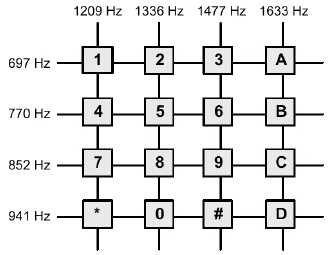 1209 Hz 1336 Hz 1477 Hz 1633 Hz
697 Hz 1 2 3 A
770 Hz 4 5 6 B
852 Hz 7 8 9 C
941 Hz * 0 # D